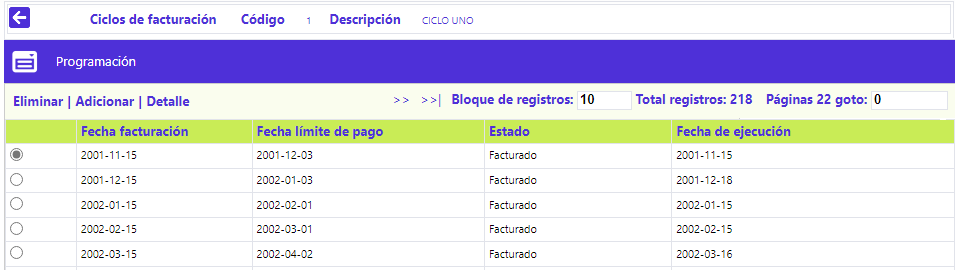 Ciclos de facturación Código 1 Descripción CICLO UNO
Programación
Eliminar | Adicionar | Detalle >> >>| Bloque de registros: 10 Total registros: 218 Páginas 22 goto: 0
Fecha facturación Fecha límite de pago Estado Fecha de ejecución
2001-11-15 2001-12-03 Facturado 2001-11-15
2001-12-15 2002-01-03 Facturado 2001-12-18
2002-01-15 2002-02-01 Facturado 2002-01-15
2002-02-15 2002-03-01 Facturado 2002-02-15
2002-03-15 2002-04-02 Facturado 2002-03-16